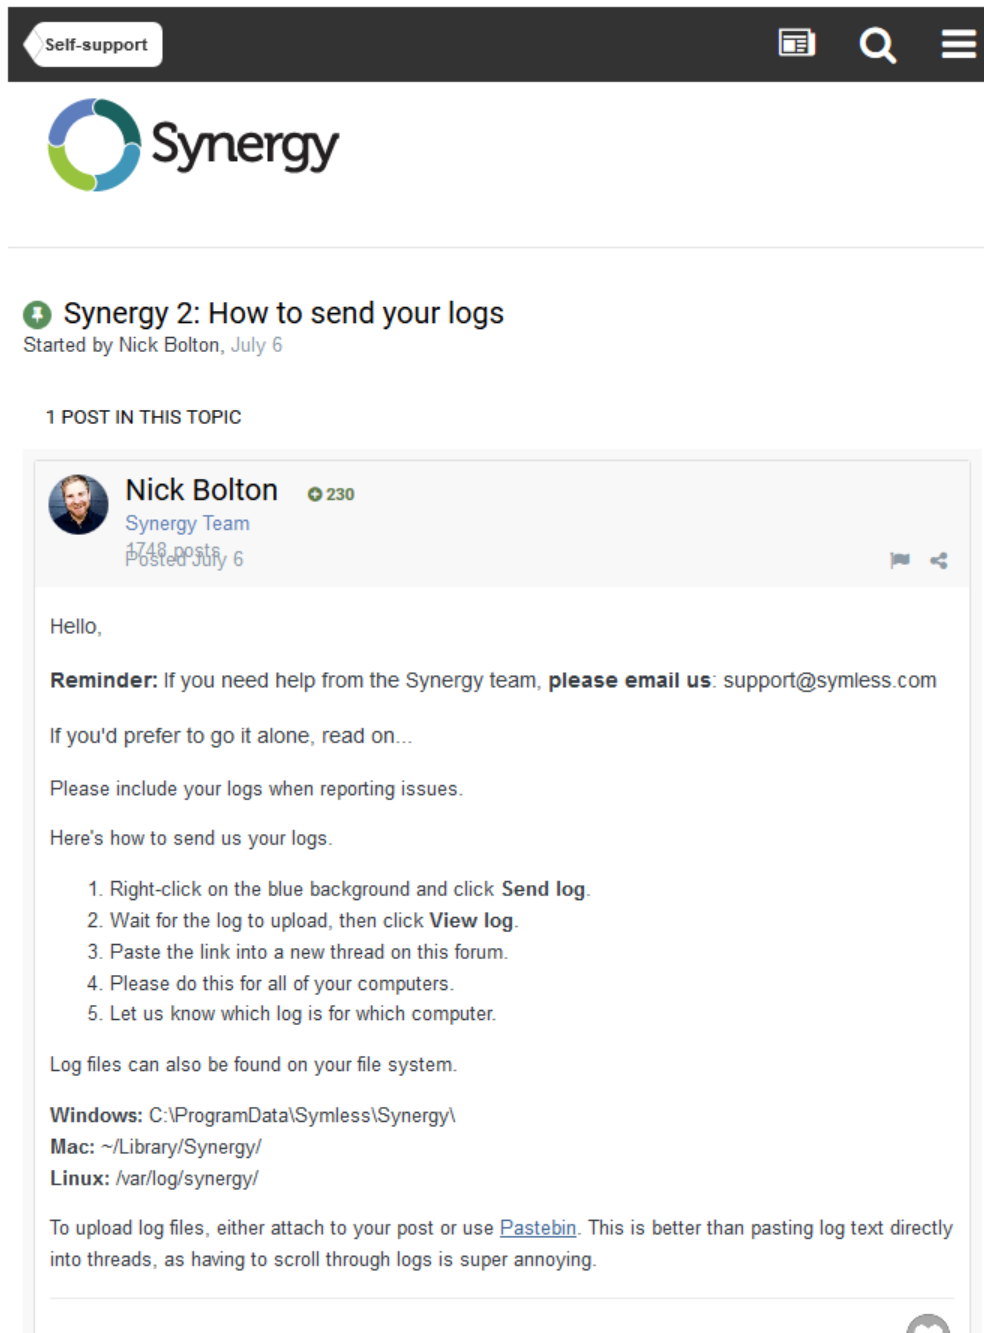 Self-support
Synergy
Synergy 2: How to send your logs
Started by Nick Bolton, July 6
1 POST IN THIS TOPIC
Nick Bolton 230
Synergy Team
1748 posts
Posted July 6
Hello,
Reminder: If you need help from the Synergy team, please email us: support@symless.com
If you'd prefer to go it alone, read on...
Please include your logs when reporting issues.
Here's how to send us your logs.
1. Right-click on the blue background and click Send log.
2. Wait for the log to upload, then click View log.
3. Paste the link into a new thread on this forum.
4. Please do this for all of your computers.
5. Let us know which log is for which computer.
Log files can also be found on your file system.
Windows: C:\ProgramData\Symless\Synergy\
Mac: ~/Library/Synergy/
Linux: /var/log/synergy/
To upload log files, either attach to your post or use Pastebin. This is better than pasting log text directly
into threads, as having to scroll through logs is super annoying.